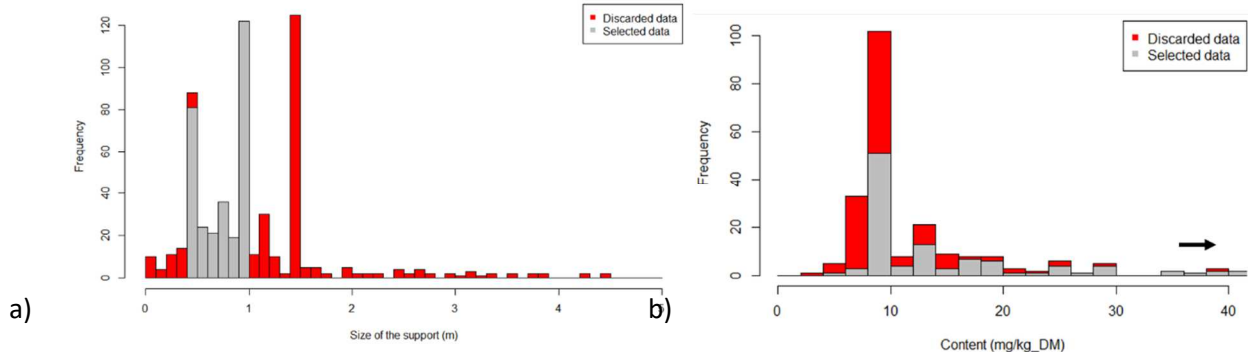 a)
Frequency
120
100
80
60
40
20
0
Discarded data
Selected data
0 1 2 3 4 5
Size of the support (m)
b)
Frequency
100
80
60
40
20
0
Discarded data
Selected data
0 10 20 30 40
Content (mg/kg_DM)